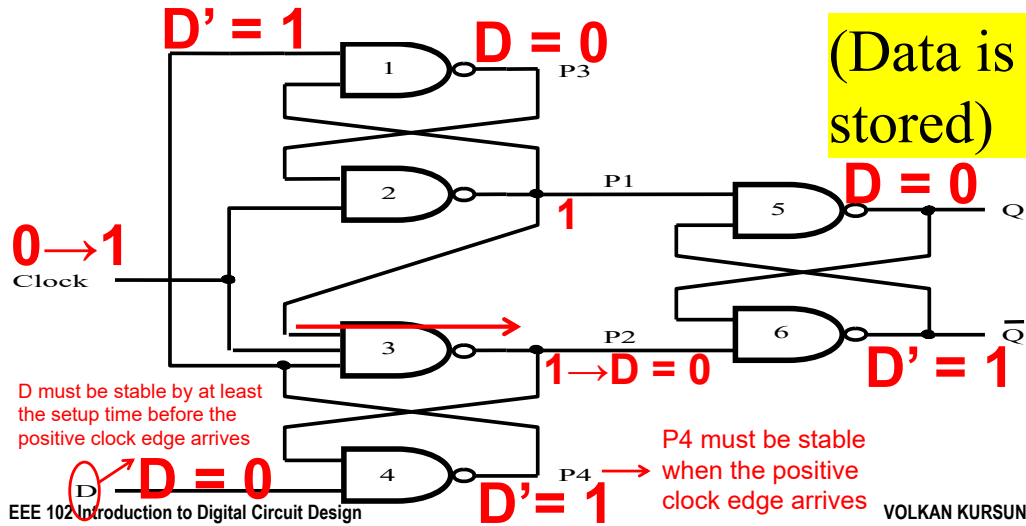 D’ = 1
1
D = 0
P3
(Data is
stored)
2
P1
1
5
D = 0
Q
0→1
Clock
3
P2
1→D = 0
6
Q̅
D’ = 1
D must be stable by at least
the setup time before the
positive clock edge arrives
D
D = 0
4
P4
D’= 1
P4 must be stable
when the positive
clock edge arrives
EEE 102 Introduction to Digital Circuit Design
VOLKAN KURSUN